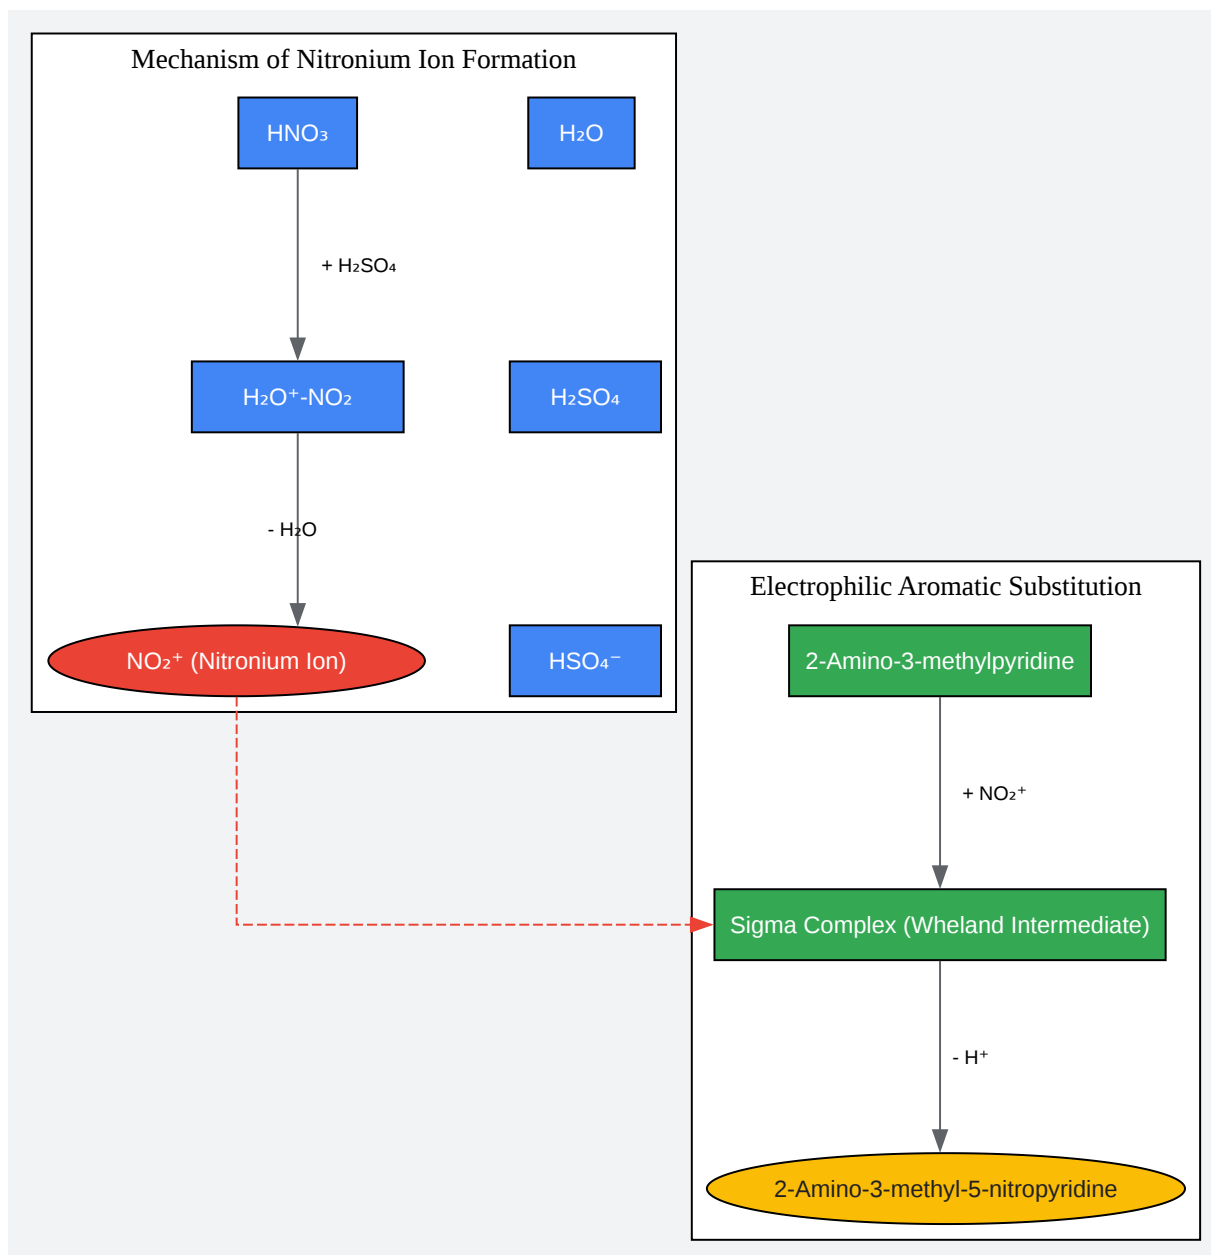 Mechanism of Nitronium Ion Formation
HNO₃
H₂O
+ H₂SO₄
H₂O⁺-NO₂
H₂SO₄
- H₂O
NO₂⁺ (Nitronium Ion)
HSO₄⁻
Electrophilic Aromatic Substitution
2-Amino-3-methylpyridine
+ NO₂⁺
Sigma Complex (Wheland Intermediate)
- H⁺
2-Amino-3-methyl-5-nitropyridine